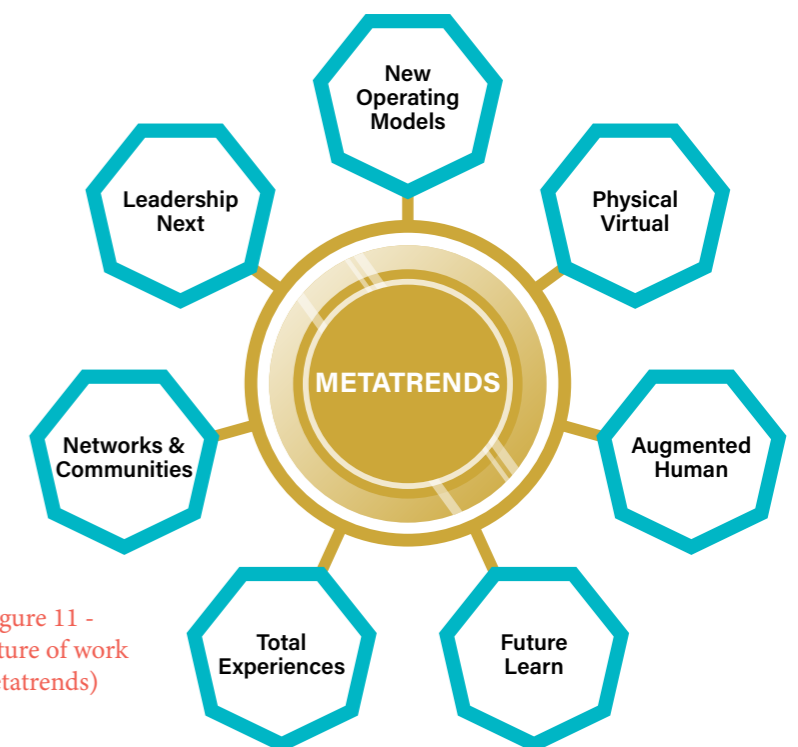 New
Operating
Models
Leadership
Next
Physical
Virtual
METATRENDS
Networks &
Communities
Augmented
Human
Total
Experiences
Future
Learn
gure 11 -
ture of work
etatrends)